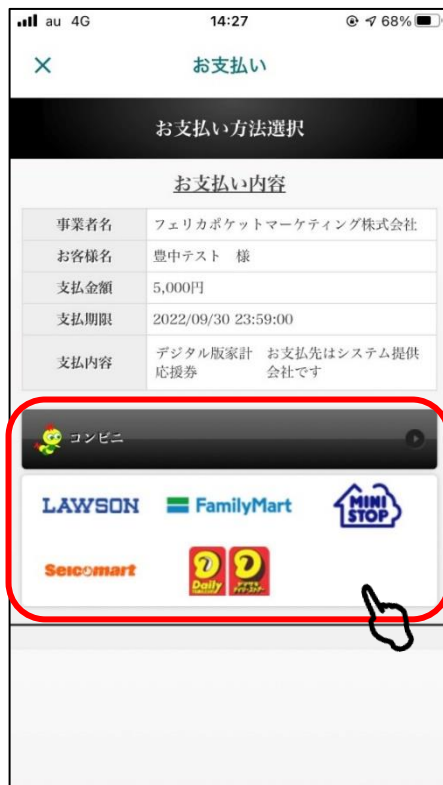 au 4G 14:27 68%
× お支払い
お支払い方法選択
お支払い内容
事業者名 フェリカポケットマーケティング株式会社
お客様名 豊中テスト 様
支払金額 5,000円
支払期限 2022/09/30 23:59:00
支払内容 デジタル版家計 お支払先はシステム提供
応援券 会社です
コンビニ
LAWSON FamilyMart MINI
STOP
Seicomart Daily